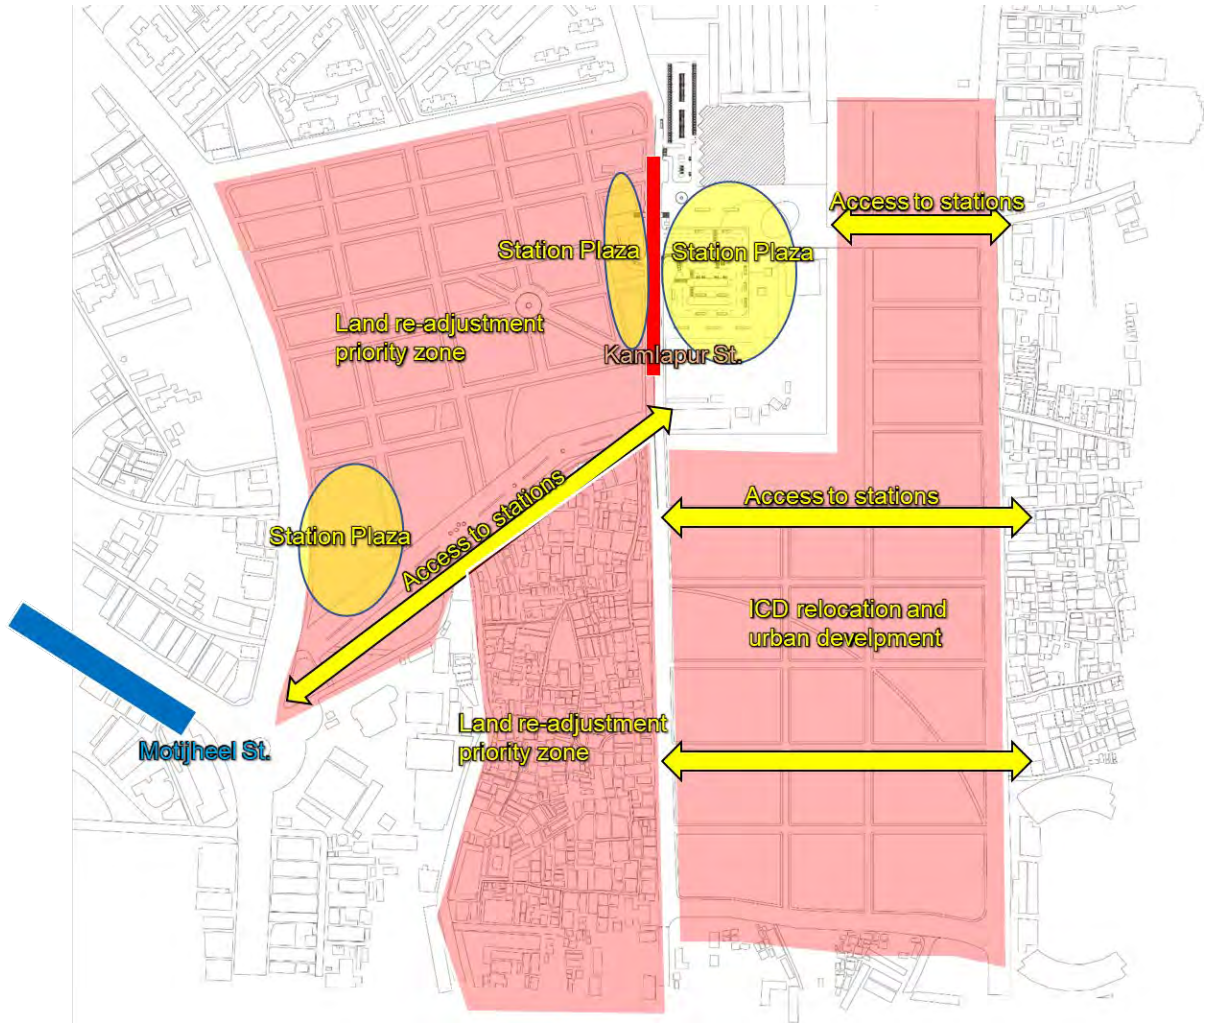 Access to stations
Station Plaza
Station Plaza
Land re-adjustment
priority zone
Kamlapur St.
Access to stations
Access to stations
Station Plaza
ICD relocation and
urban develpment
Land re-adjustment
priority zone
Motijheel St.